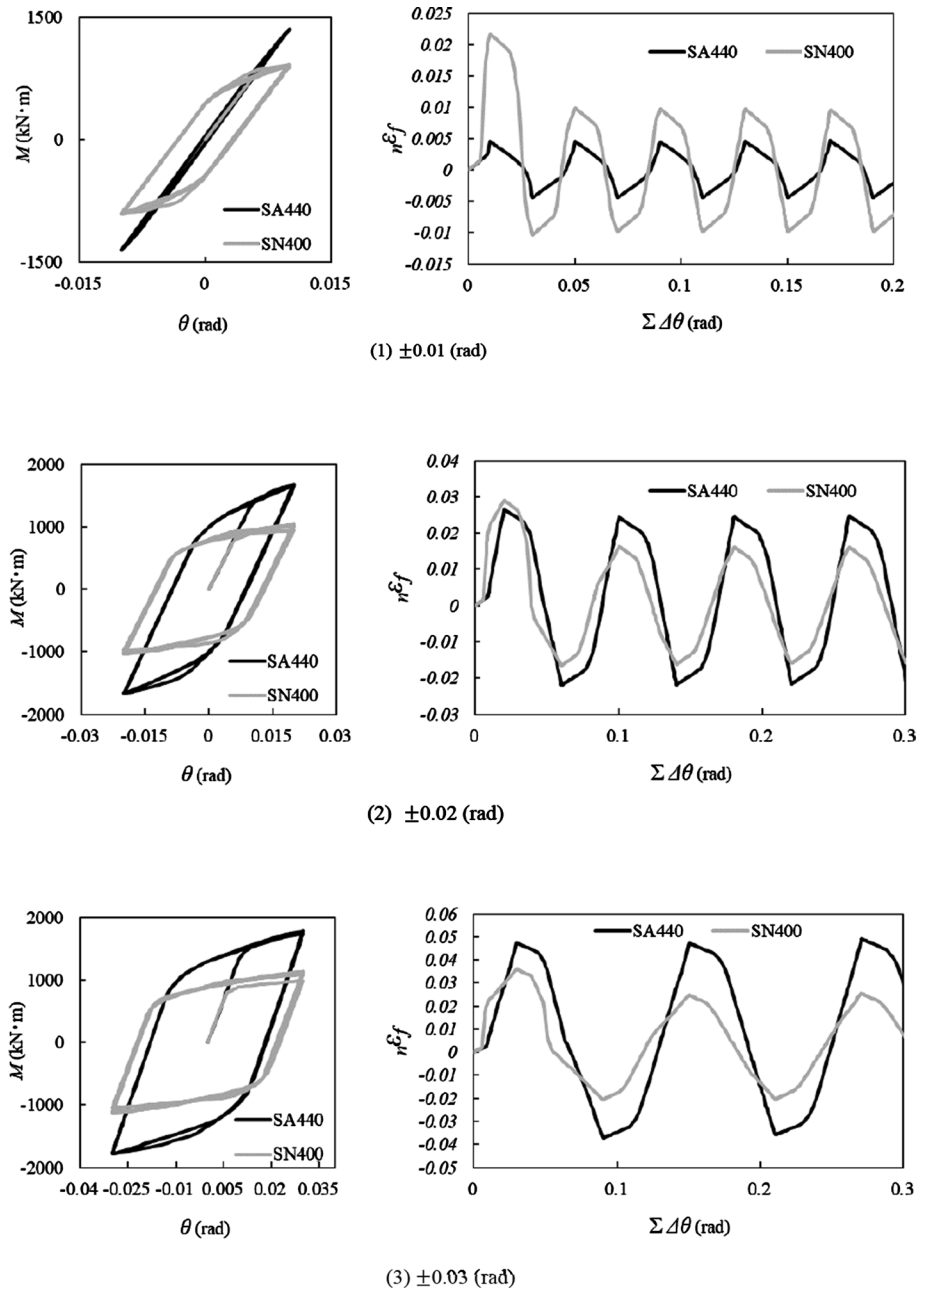 1500
0
-1500
M (kN·m)
SA440
SN400
-0.015 0 0.015
θ (rad)
0.025
0.02
0.015
0.01
0.005
0
-0.005
-0.01
-0.015
nεf
SA440 SN400
0 0.05 0.1 0.15 0.2
Σ Δθ (rad)
(1) ±0.01 (rad)
2000
1000
0
-1000
-2000
M (kN·m)
SA440
SN400
-0.03 -0.015 0 0.015 0.03
θ (rad)
0.04
0.03
0.02
0.01
0
-0.01
-0.02
-0.03
nεf
SA440 SN400
0 0.1 0.2 0.3
Σ Δθ (rad)
(2) ±0.02 (rad)
2000
1000
0
-1000
-2000
M (kN·m)
SA440
SN400
-0.04 -0.025 -0.01 0.005 0.02 0.035
θ (rad)
0.06
0.05
0.04
0.03
0.02
0.01
0
-0.01
-0.02
-0.03
-0.04
-0.05
nεf
SA440 SN400
0 0.1 0.2 0.3
Σ Δθ (rad)
(3) ±0.03 (rad)